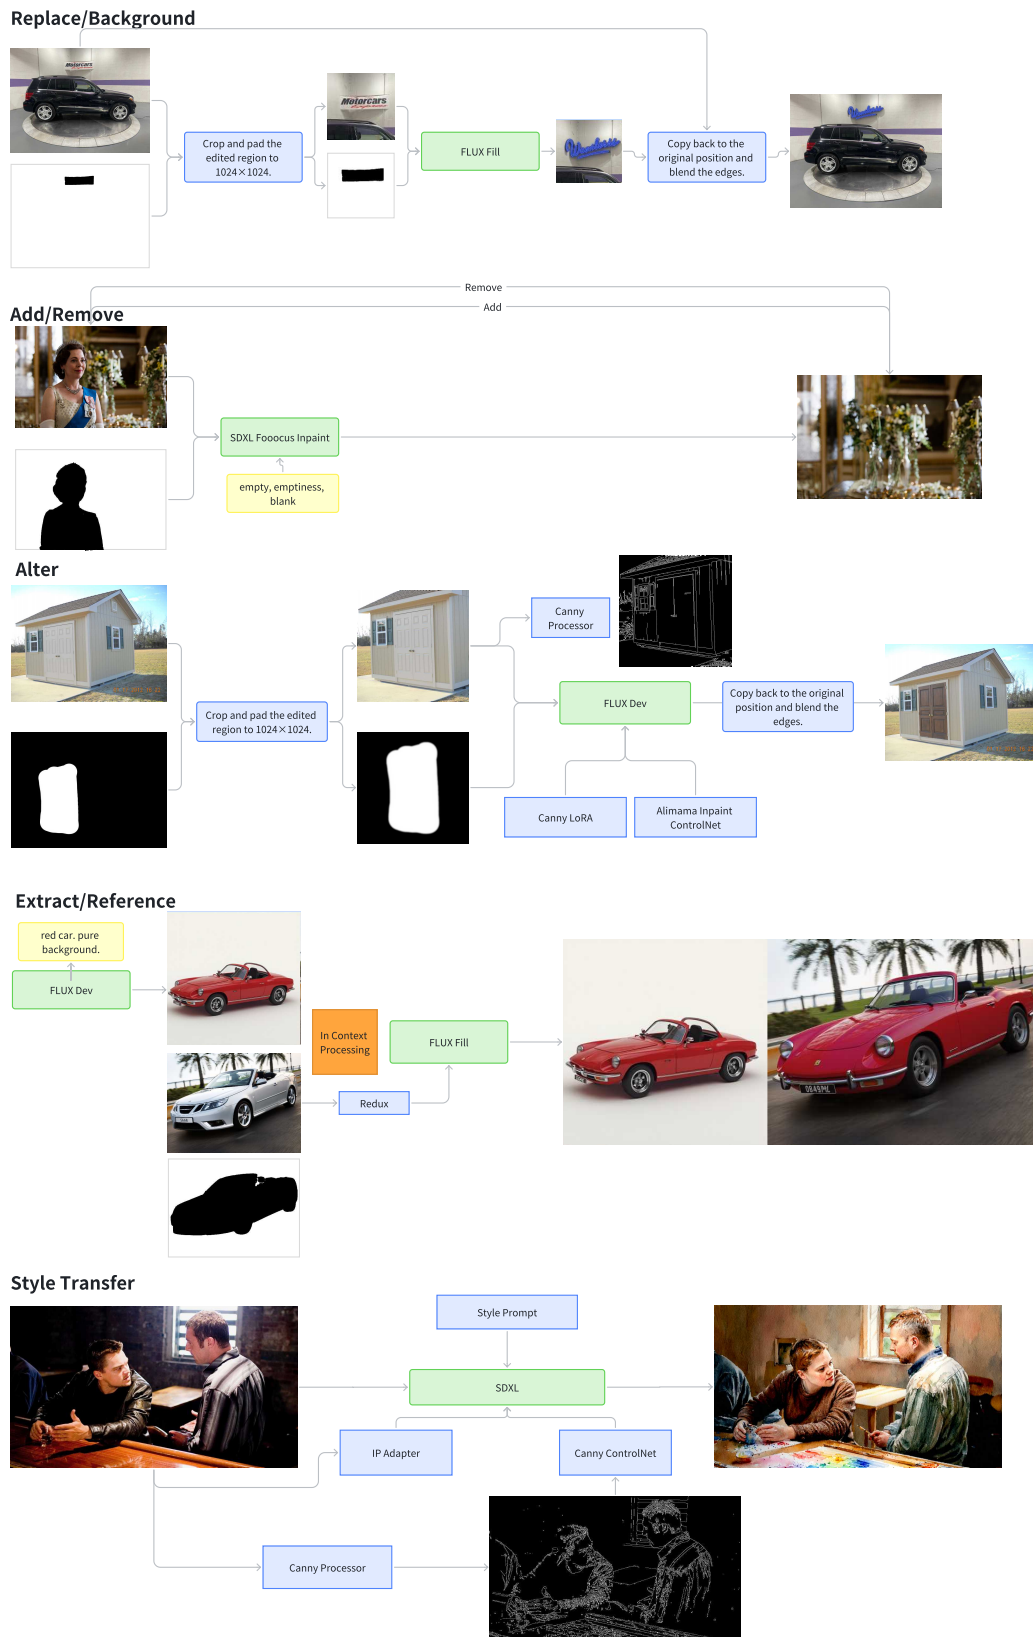 Replace/Background
Motorcars
Crop and pad the
edited region to
1024×1024.
Motorcars
FLUX Fill
Copy back to the
original position and
blend the edges.
Remove
Add
Add/Remove
SDXL Fooocus Inpaint
empty, emptiness,
blank
Alter
Canny
Processor
Crop and pad the edited
region to 1024×1024.
FLUX Dev
Copy back to the original
position and blend the
edges.
Canny LoRA
Alimama Inpaint
ControlNet
Extract/Reference
red car. pure
background.
FLUX Dev
In Context
Processing
FLUX Fill
Redux
Style Transfer
Style Prompt
SDXL
IP Adapter
Canny ControlNet
Canny Processor